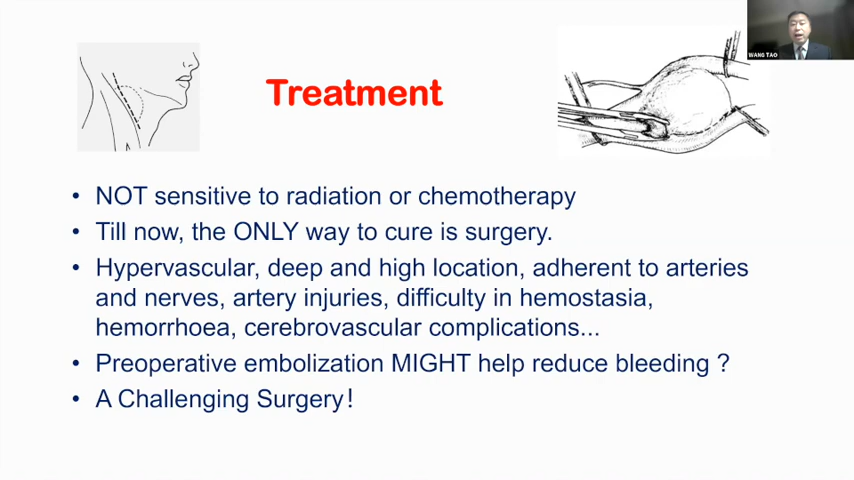 WANG TAO
Treatment
• NOT sensitive to radiation or chemotherapy
• Till now, the ONLY way to cure is surgery.
• Hypervascular, deep and high location, adherent to arteries
and nerves, artery injuries, difficulty in hemostasia,
hemorrhoea, cerebrovascular complications...
• Preoperative embolization MIGHT help reduce bleeding ?
• A Challenging Surgery!